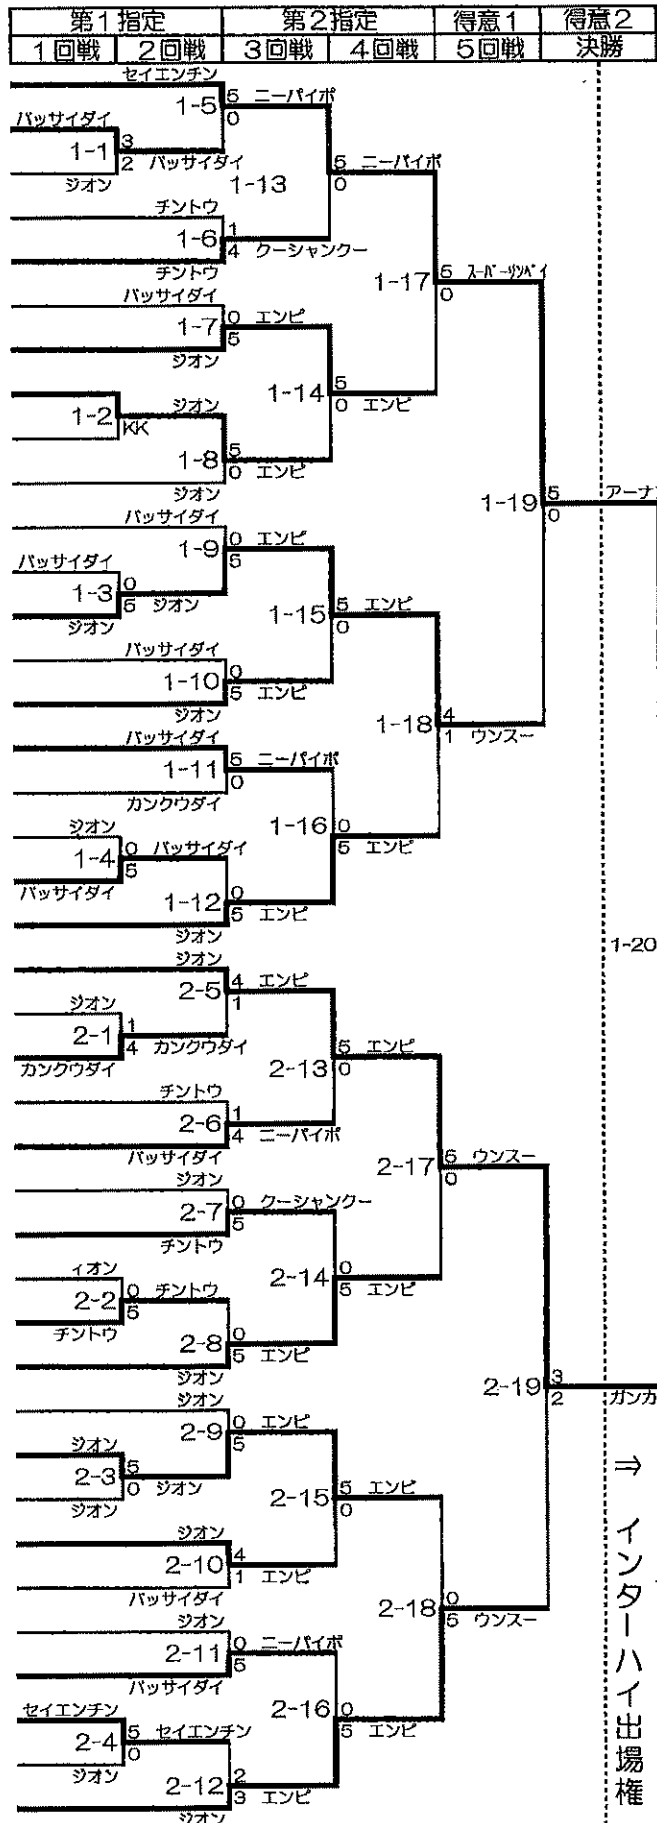 第1指定 第2指定 得意1 得意2
1回戦 2回戦 3回戦 4回戦 5回戦 決勝
セイエンチン
1-5 5 0 ニーパイポ
バッサイダイ
1-1 3 2 バッサイダイ
ジオン
1-13 5 0 ニーパイポ
チントウ
1-6 1 4 クーシャンクー
チントウ
1-17 5 0 スーパーリンペイ
バッサイダイ
1-7 0 5 エンピ
ジオン
1-14 5 0 エンピ
1-2 KK ジオン
1-8 5 0 エンピ
ジオン
1-19 5 0 アーナ
バッサイダイ
1-9 0 5 エンピ
バッサイダイ
1-3 0 5 ジオン
ジオン
1-15 5 0 エンピ
バッサイダイ
1-10 0 5 エンピ
ジオン
1-18 4 1 ウンスー
バッサイダイ
1-11 5 0 ニーパイポ
カンクウダイ
1-16 0 5 エンピ
ジオン
1-4 0 5 バッサイダイ
バッサイダイ
1-12 0 5 エンピ
ジオン
1-20
ジオン
2-5 4 1 エンピ
ジオン
2-1 1 4 カンクウダイ
カンクウダイ
2-13 5 0 エンピ
チントウ
2-6 1 4 ニーパイポ
バッサイダイ
2-17 5 0 ウンスー
ジオン
2-7 0 5 クーシャンクー
チントウ
2-14 0 5 エンピ
ィオン
2-2 0 5 チントウ
チントウ
2-8 0 5 エンピ
ジオン
2-19 3 2 ガンカ
ジオン
2-9 0 5 エンピ
ジオン
2-3 5 0 ジオン
ジオン
2-15 5 0 エンピ
ジオン
2-10 4 1 エンピ
バッサイダイ
2-18 0 5 ウンスー
ジオン
2-11 0 5 ニーパイポ
バッサイダイ
2-16 0 5 エンピ
セイエンチン
2-4 5 0 セイエンチン
ジオン
2-12 2 3 エンピ
ジオン
⇒ インターハイ出場権